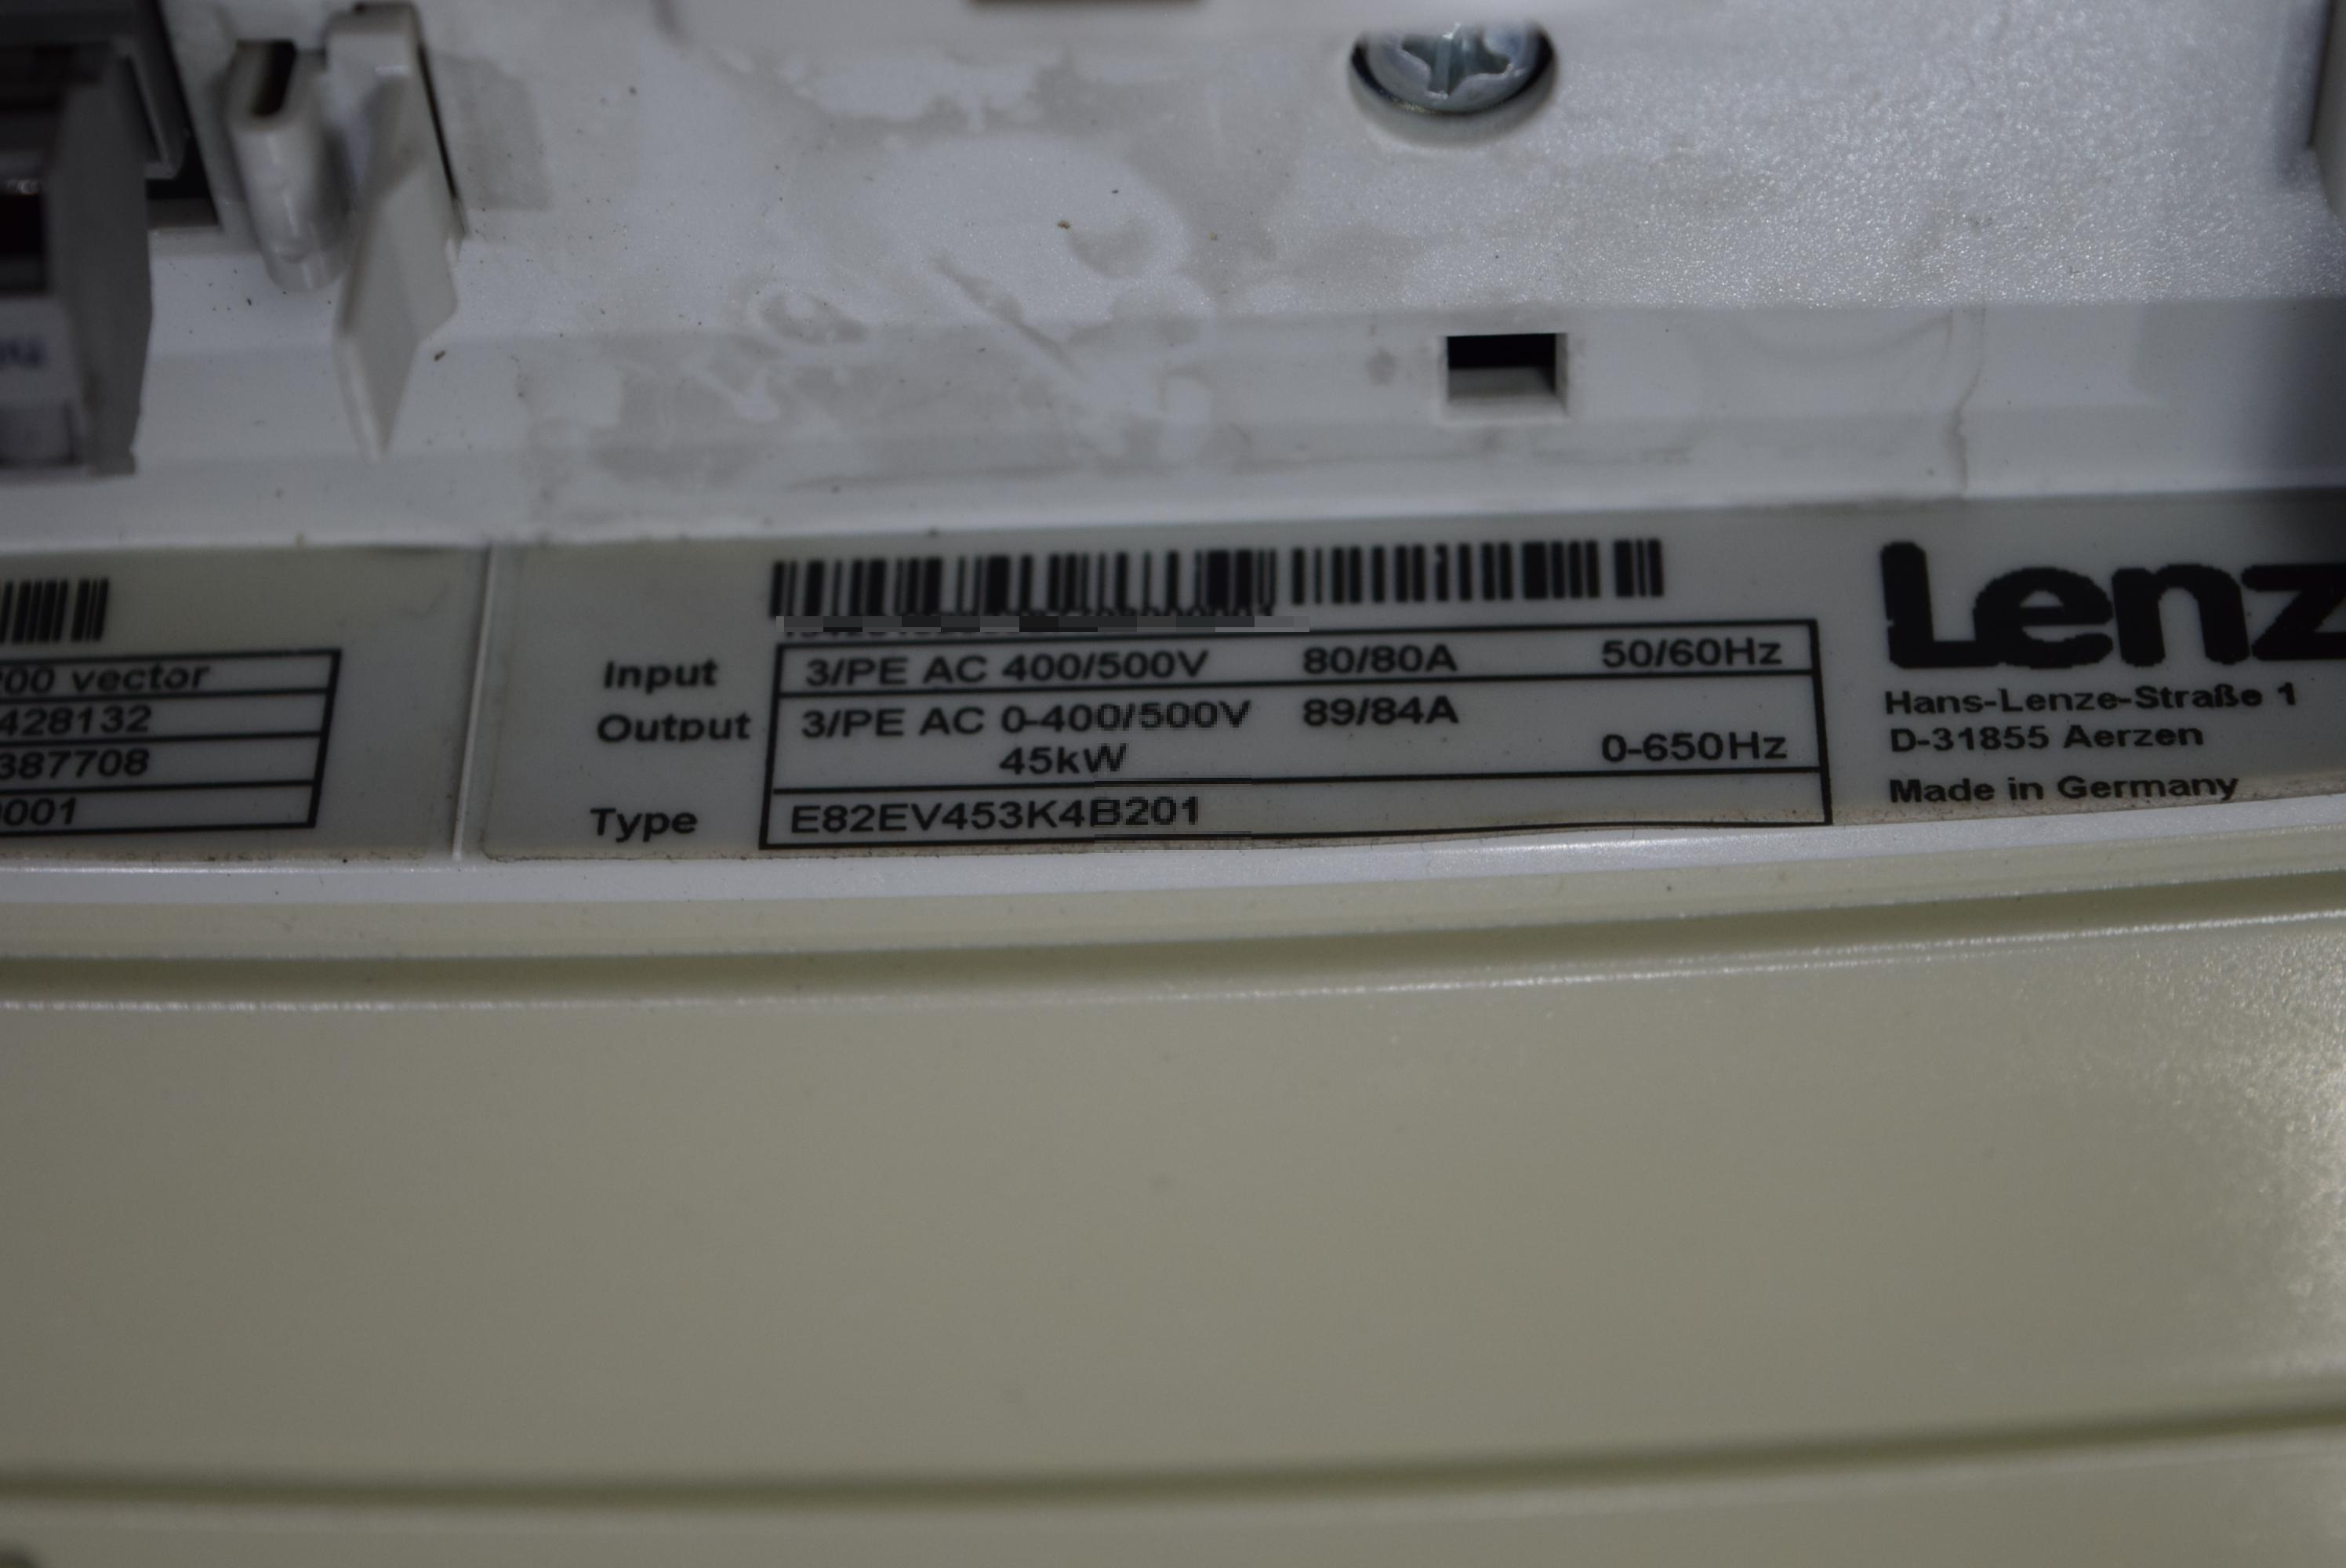 200 vector
428132
387708
0001
Input 3/PE AC 400/500V 80/80A 50/60Hz
Output 3/PE AC 0-400/500V 89/84A
45kW 0-650Hz
Type E82EV453K4B201
Lenz
Hans-Lenze-Straße 1
D-31855 Aerzen
Made in Germany